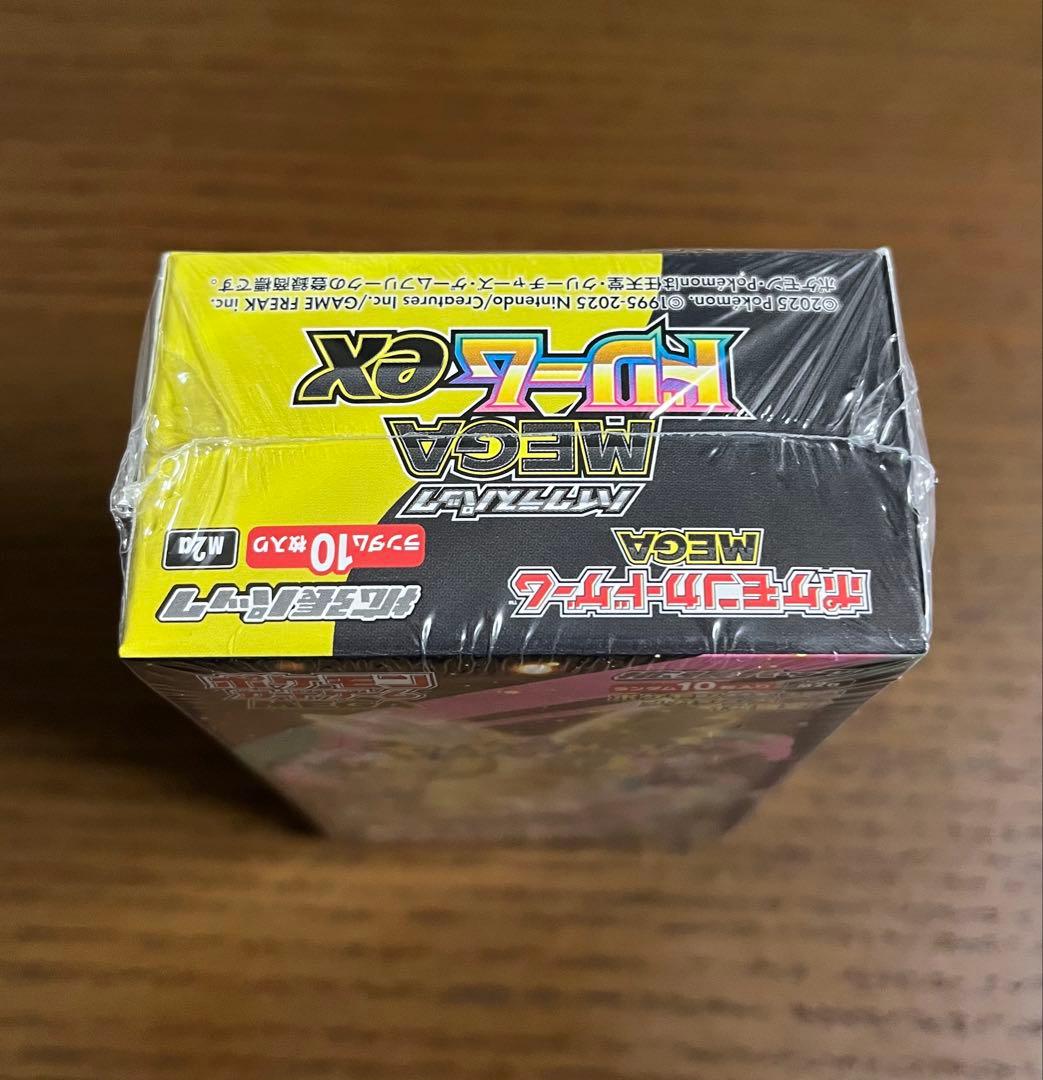 ポケモンカードゲーム
MEGA
拡張パック
ランダム10枚入り
M2a
ハイクラスパック
MEGA
ドリームex
©2025 Pokémon. ©1995-2025 Nintendo/Creatures Inc./GAME FREAK inc.
ポケモン・Pokémonは任天堂・クリーチャーズ・ゲームフリークの登録商標です。